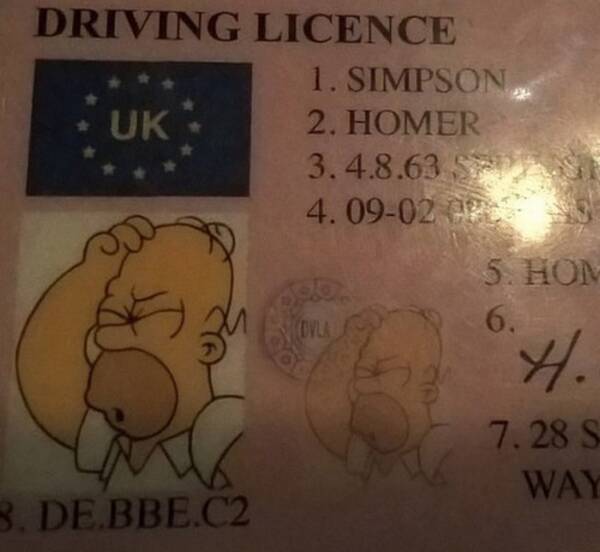 DRIVING LICENCE
UK
1. SIMPSON
2. HOMER
3. 4.8.63
4. 09-02
5. HOM
6.
H.
DVLA
7. 28 S
WAY
8. DE.BBE.C2